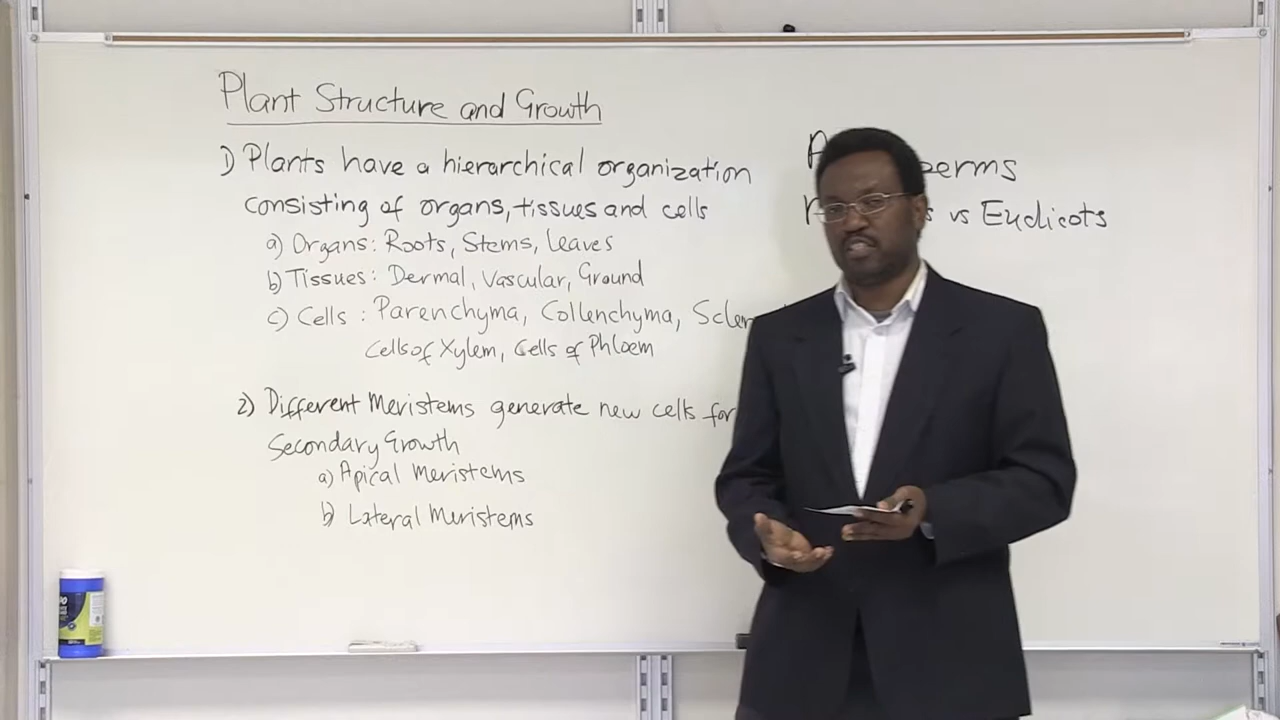 Plant Structure and Growth
1) Plants have a hierarchical organization
consisting of organs, tissues and cells
a) Organs: Roots, Stems, Leaves
b) Tissues: Dermal, Vascular, Ground
c) Cells: Parenchyma, Collenchyma,
Cells of Xylem, Cells of Phloem
2) Different Meristems generate new cells for
Secondary Growth
a) Apical Meristems
b) Lateral Meristems
vs Eudicots